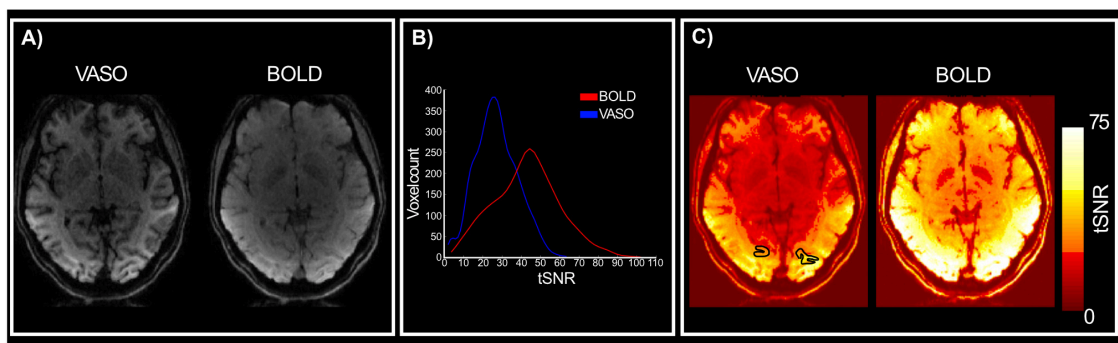 A)
VASO BOLD
B)
BOLD
VASO
400
350
300
250
200
150
100
50
0
Voxelcount
0 10 20 30 40 50 60 70 80 90 100 110
tSNR
C)
VASO BOLD
75
tSNR
0